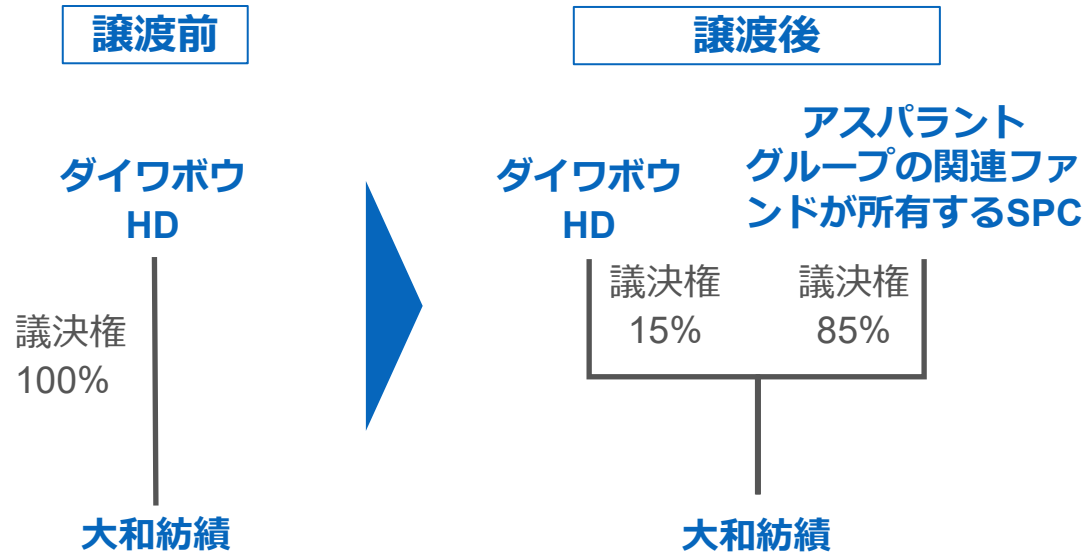 譲渡前
譲渡後
ダイワボウ
HD
議決権
100%
大和紡績
ダイワボウ
HD
アスパラント
グループの関連ファ
ンドが所有するSPC
議決権
15%
議決権
85%
大和紡績